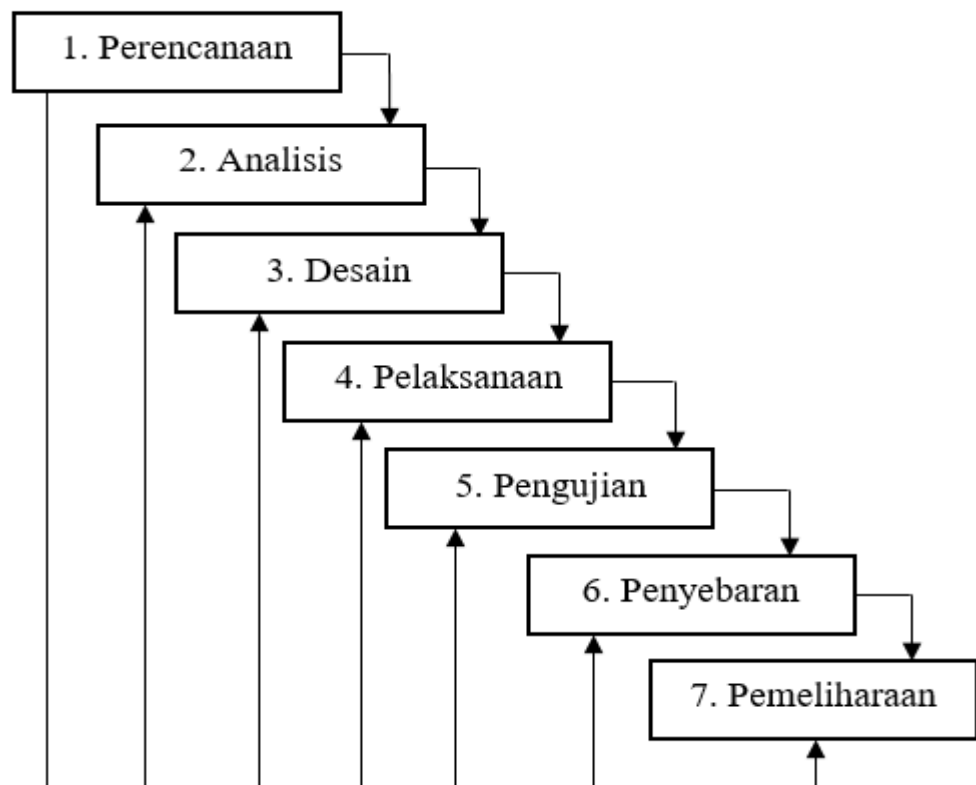 1. Perencanaan
2. Analisis
3. Desain
4. Pelaksanaan
5. Pengujian
6. Penyebaran
7. Pemeliharaan